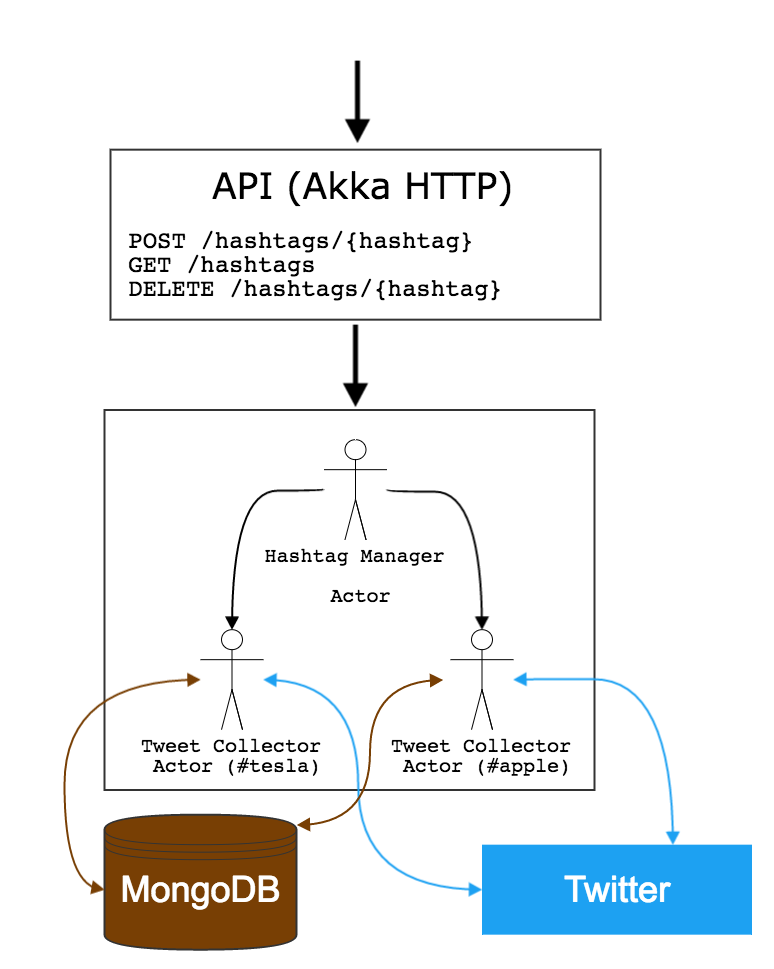 API (Akka HTTP)
POST /hashtags/{hashtag}
GET /hashtags
DELETE /hashtags/{hashtag}
Hashtag Manager
Actor
Tweet Collector
Actor (#tesla)
Tweet Collector
Actor (#apple)
MongoDB
Twitter